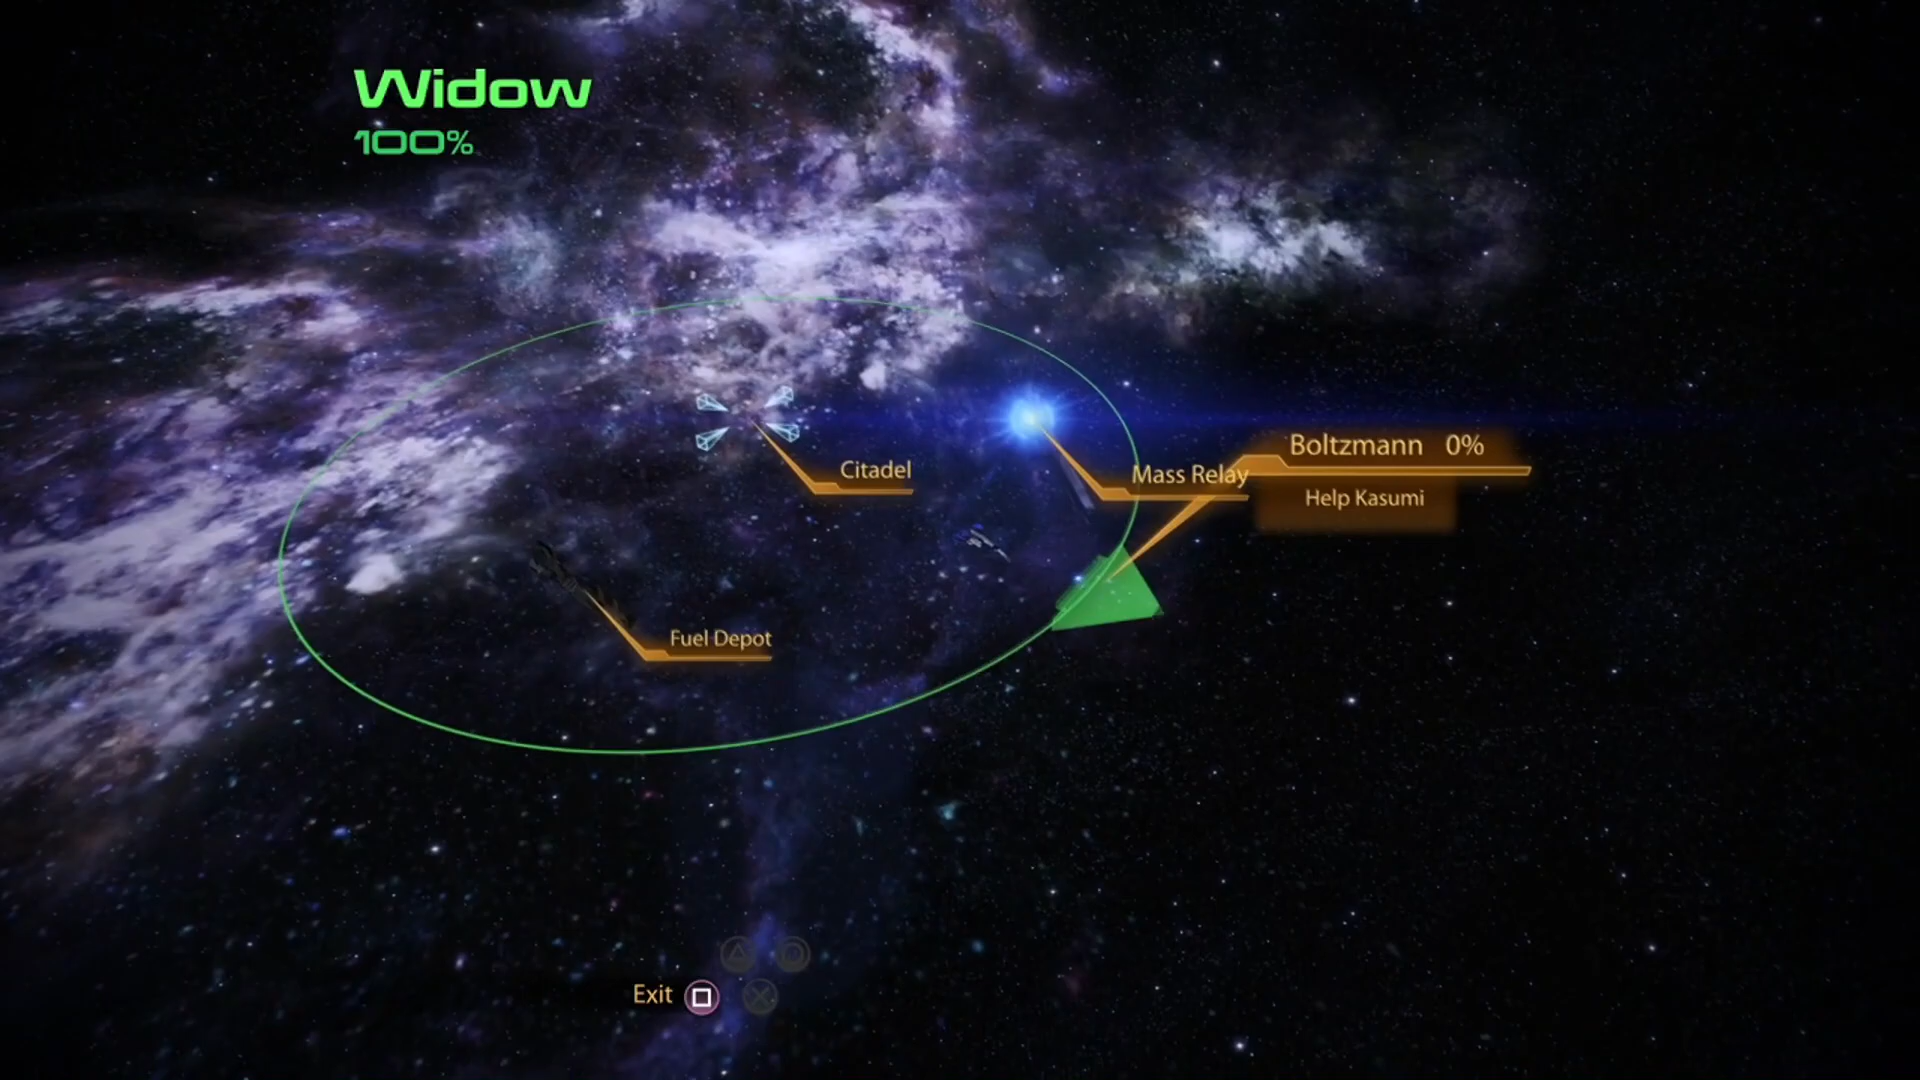 Widow
100%
Boltzmann 0%
Help Kasumi
Citadel
Mass Relay
Fuel Depot
Exit